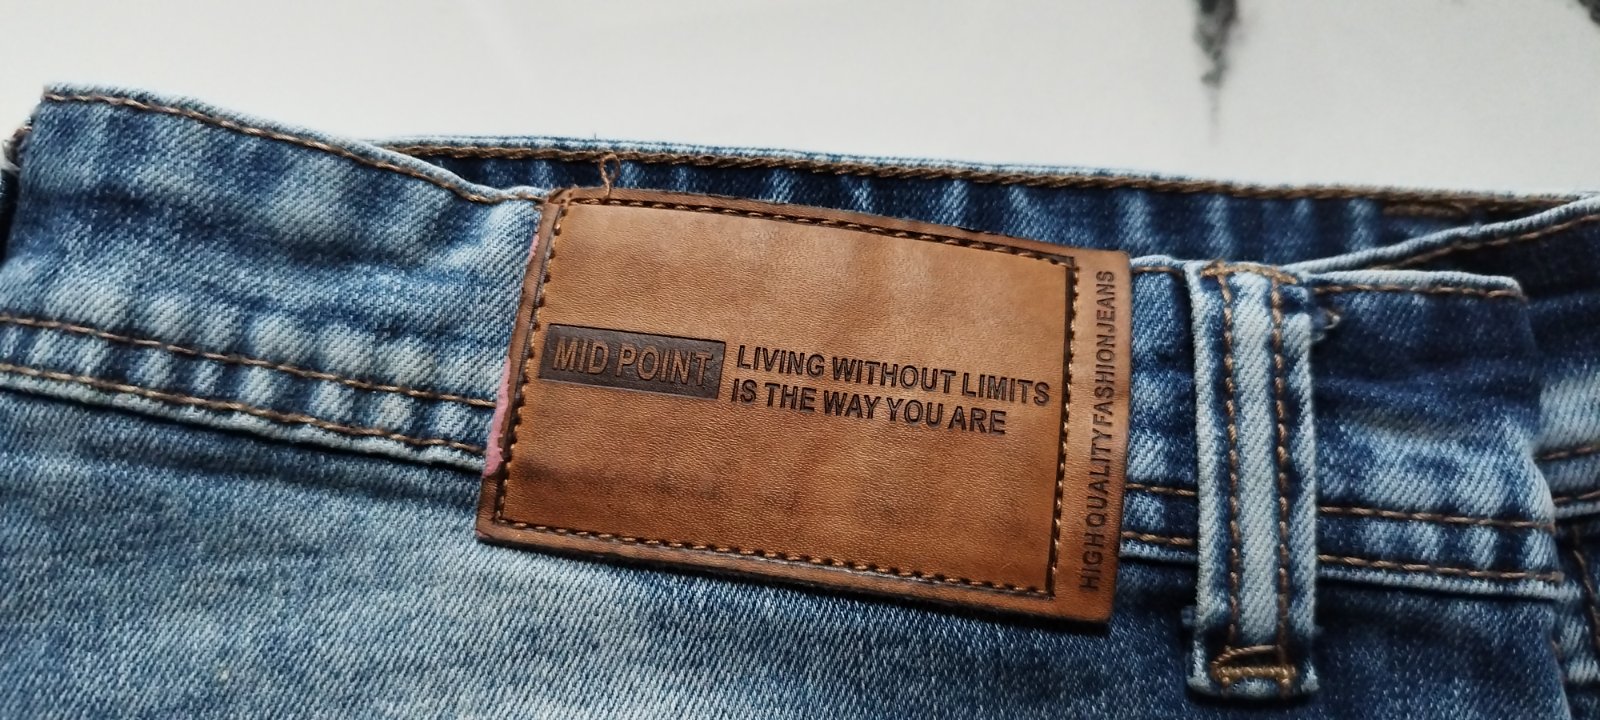 MID POINT
LIVING WITHOUT LIMITS
IS THE WAY YOU ARE
HIGHQUALITYFASHIONJEANS